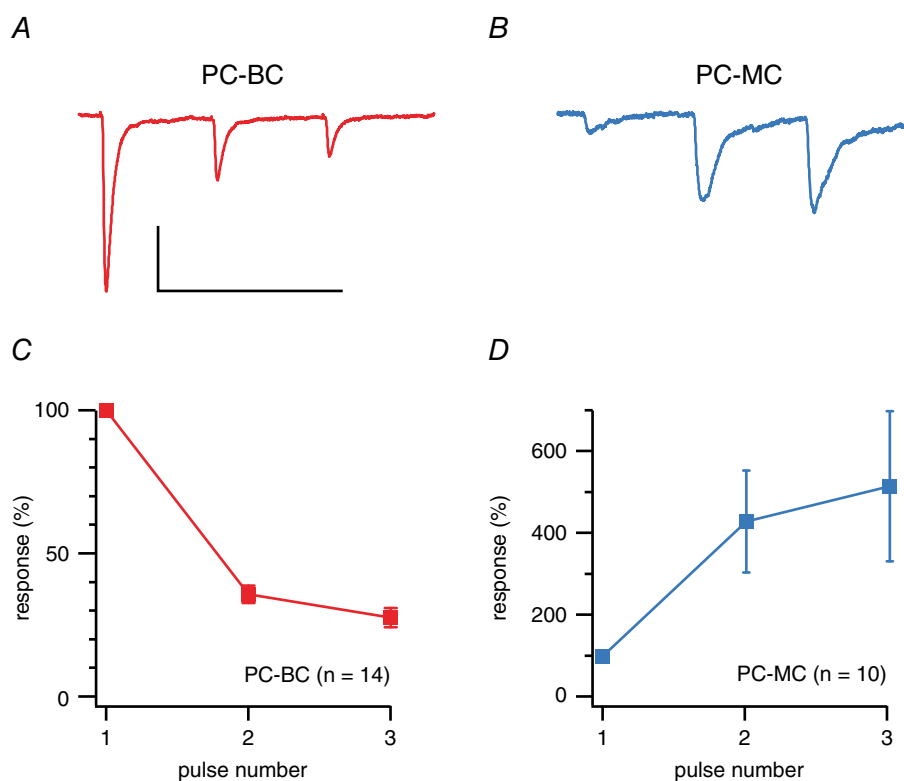 A
PC-BC
B
PC-MC
C
100
50
0
response (%)
PC-BC (n = 14)
1 2 3
pulse number
D
600
400
200
0
response (%)
PC-MC (n = 10)
1 2 3
pulse number